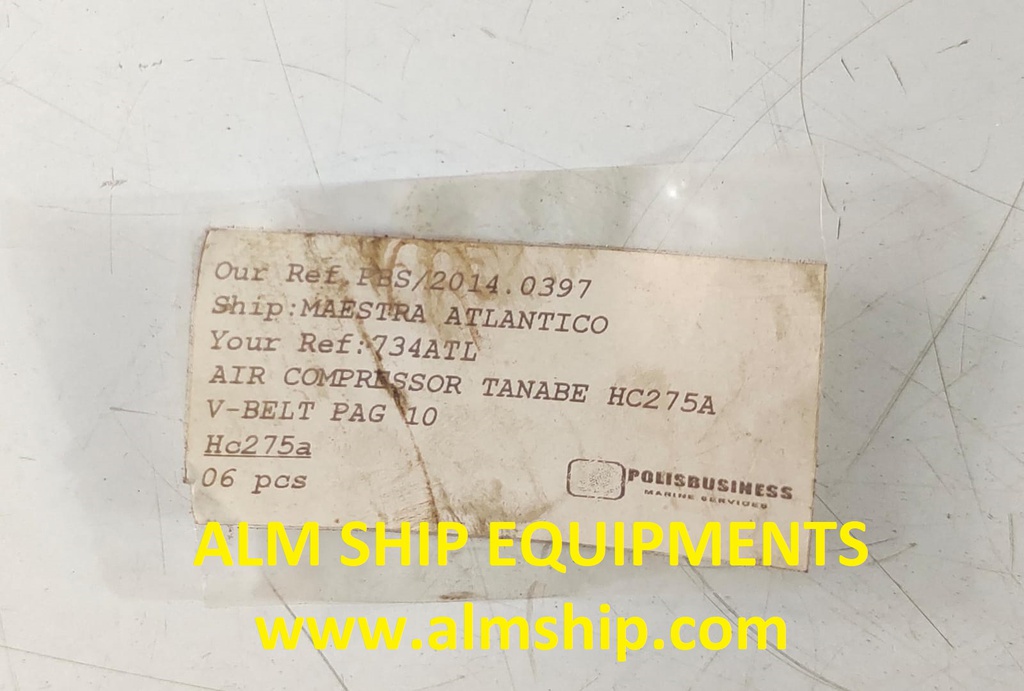 Our Ref.PBS/2014.0397
Ship:MAESTRA ATLANTICO
Your Ref:734ATL
AIR COMPRESSOR TANABE HC275A
V-BELT PAG 10
Hc275a
06 pcs
POLISBUSINESS
MARINE SERVICES
ALM SHIP EQUIPMENTS
www.almship.com